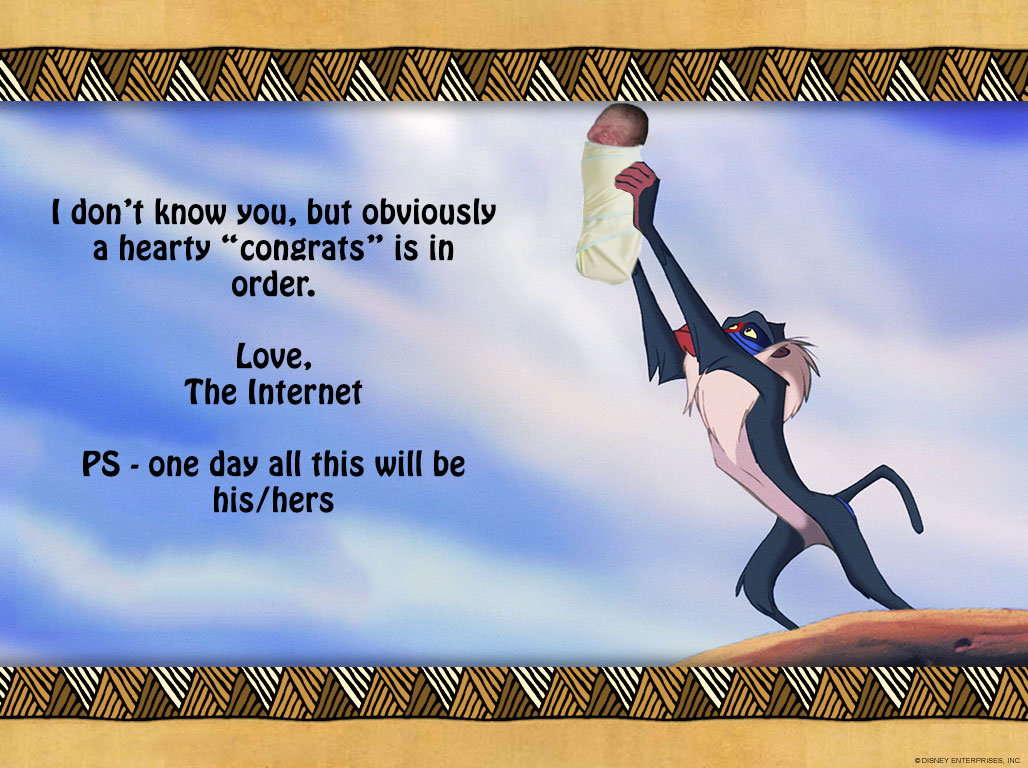 I don't know you, but obviously
a hearty “congrats” is in
order.
Love,
The Internet
PS - one day all this will be
his/hers
©DISNEY ENTERPRISES, INC.